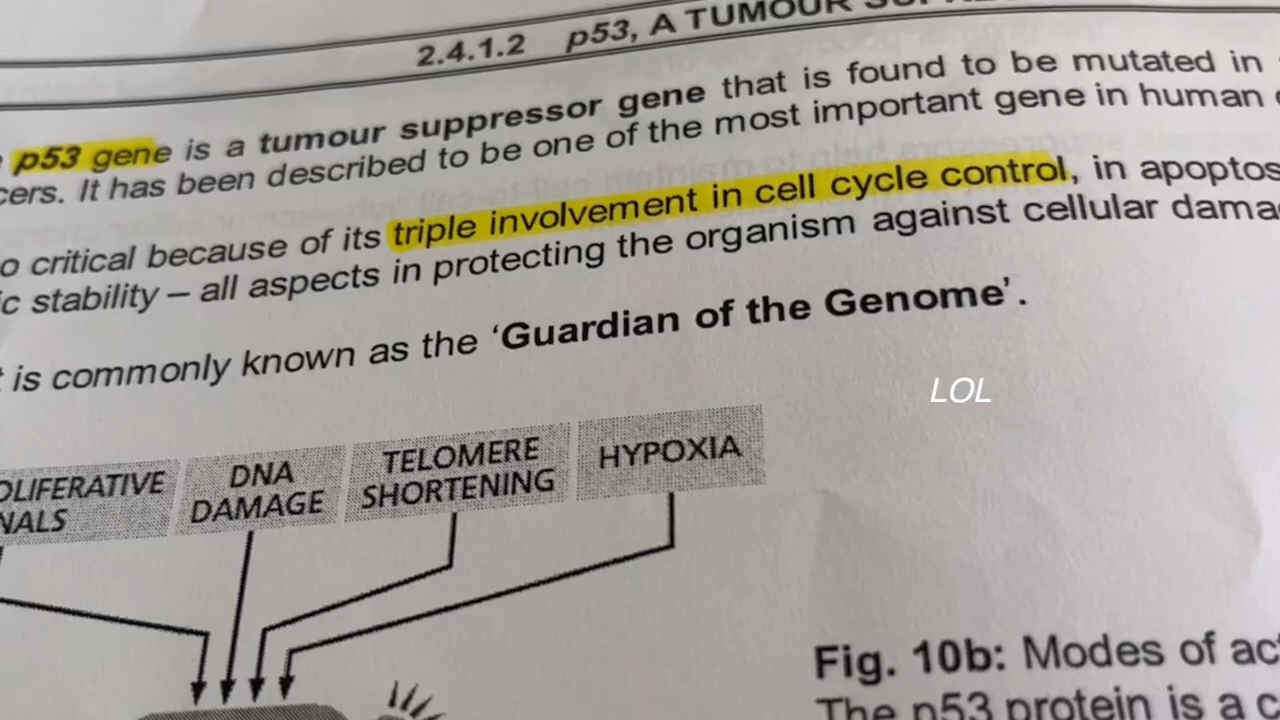 2.4.1.2 p53, A TUMOUR
p53 gene is a tumour suppressor gene that is found to be mutated in
cers. It has been described to be one of the most important gene in human
o critical because of its triple involvement in cell cycle control, in apoptos
ic stability – all aspects in protecting the organism against cellular dama
t is commonly known as the ‘Guardian of the Genome’.
LOL
OLIFERATIVE
NALS
DNA
DAMAGE
TELOMERE
SHORTENING
HYPOXIA
Fig. 10b: Modes of ac
The p53 protein is a c